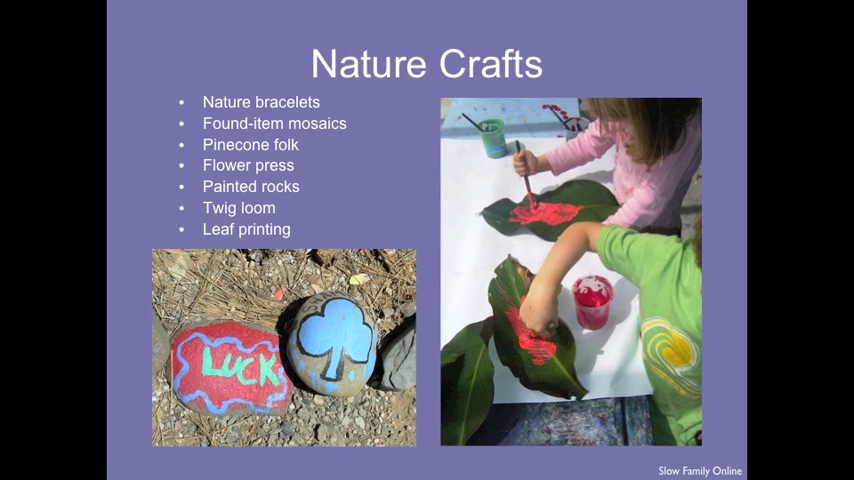 Nature Crafts
• Nature bracelets
• Found-item mosaics
• Pinecone folk
• Flower press
• Painted rocks
• Twig loom
• Leaf printing
LUCK
Slow Family Online